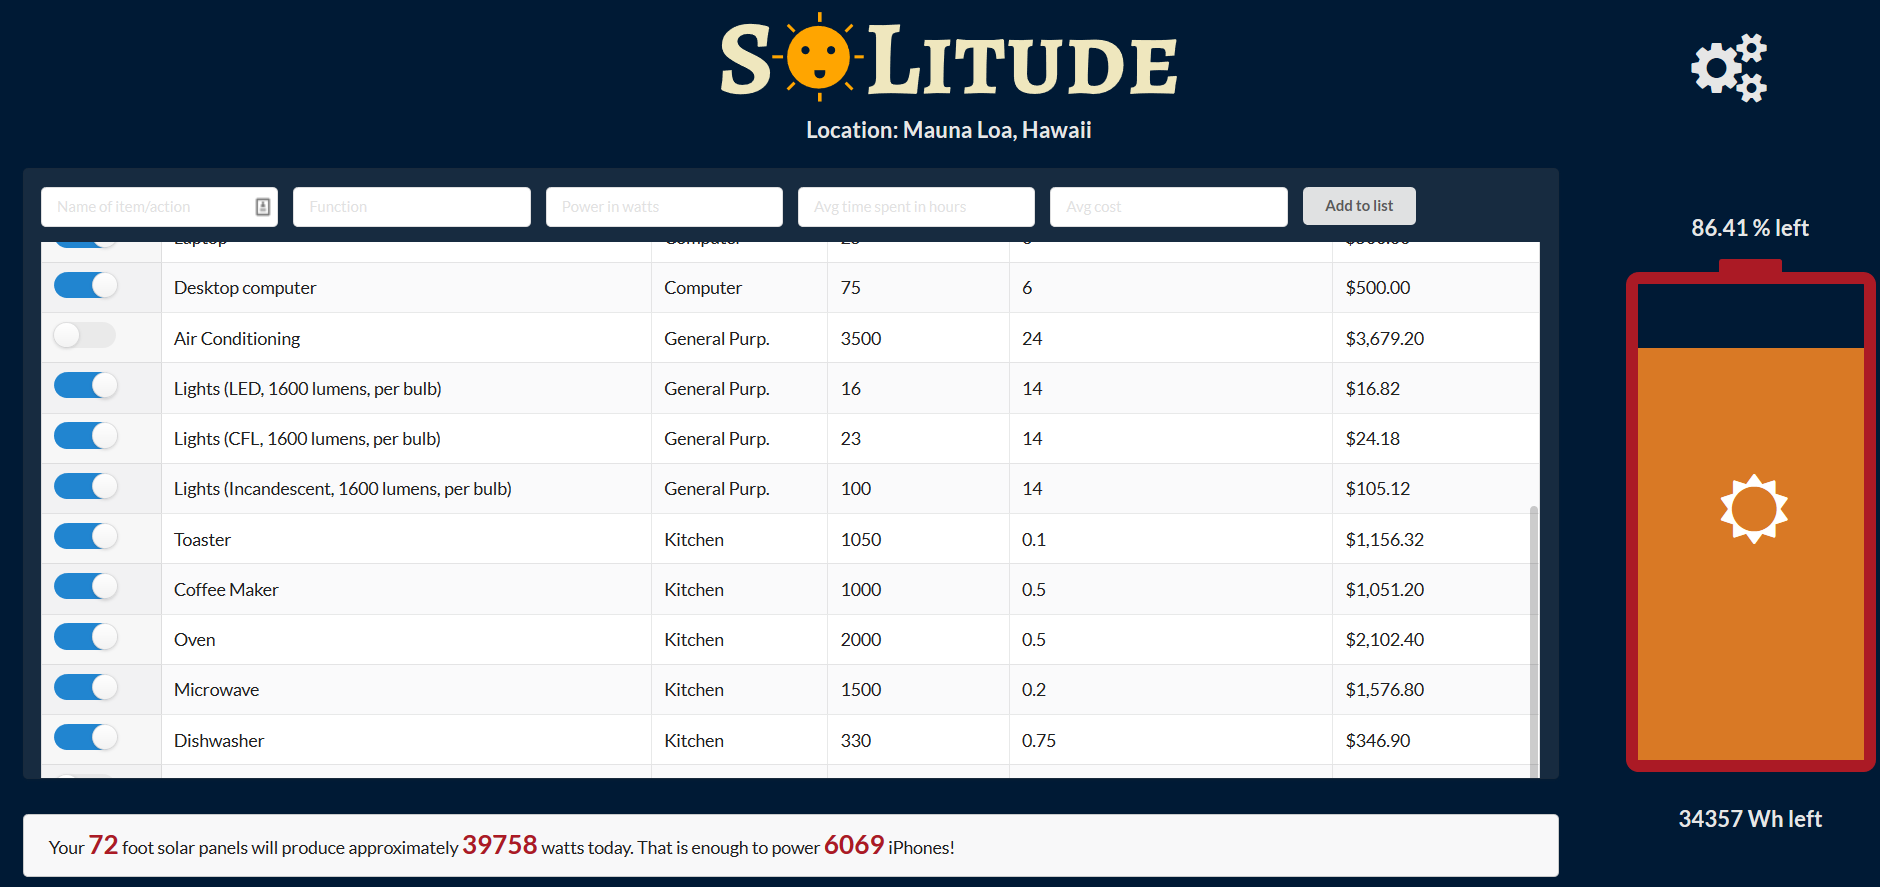 SOLITUDE
Location: Mauna Loa, Hawaii
Name of item/action Function Power in watts Avg time spent in hours Avg cost Add to list
86.41 % left
Laptop Computer
Desktop computer Computer 75 6 $500.00
Air Conditioning General Purp. 3500 24 $3,679.20
Lights (LED, 1600 lumens, per bulb) General Purp. 16 14 $16.82
Lights (CFL, 1600 lumens, per bulb) General Purp. 23 14 $24.18
Lights (Incandescent, 1600 lumens, per bulb) General Purp. 100 14 $105.12
Toaster Kitchen 1050 0.1 $1,156.32
Coffee Maker Kitchen 1000 0.5 $1,051.20
Oven Kitchen 2000 0.5 $2,102.40
Microwave Kitchen 1500 0.2 $1,576.80
Dishwasher Kitchen 330 0.75 $346.90
34357 Wh left
Your 72 foot solar panels will produce approximately 39758 watts today. That is enough to power 6069 iPhones!